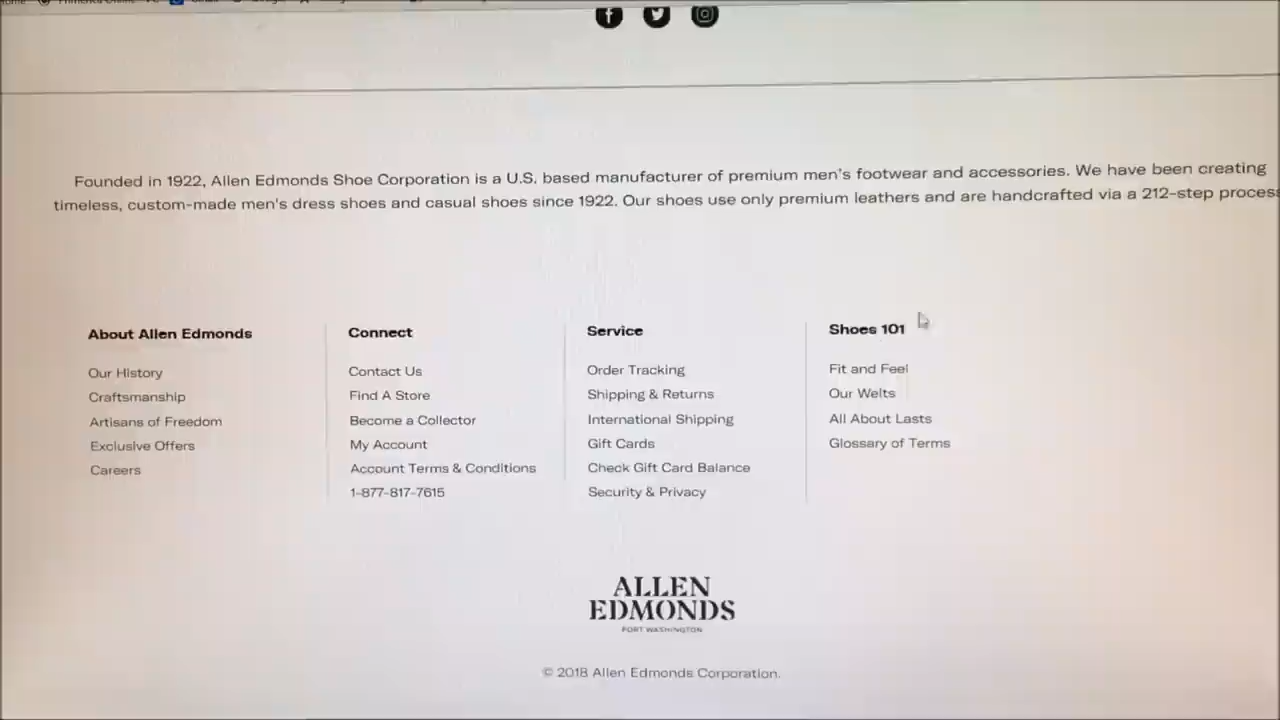 Founded in 1922, Allen Edmonds Shoe Corporation is a U.S. based manufacturer of premium men's footwear and accessories. We have been creating
timeless, custom-made men's dress shoes and casual shoes since 1922. Our shoes use only premium leathers and are handcrafted via a 212-step process
About Allen Edmonds
Our History
Craftsmanship
Artisans of Freedom
Exclusive Offers
Careers
Connect
Contact Us
Find A Store
Become a Collector
My Account
Account Terms & Conditions
1-877-817-7615
Service
Order Tracking
Shipping & Returns
International Shipping
Gift Cards
Check Gift Card Balance
Security & Privacy
Shoes 101
Fit and Feel
Our Welts
All About Lasts
Glossary of Terms
ALLEN
EDMONDS
PORT WASHINGTON
© 2018 Allen Edmonds Corporation.